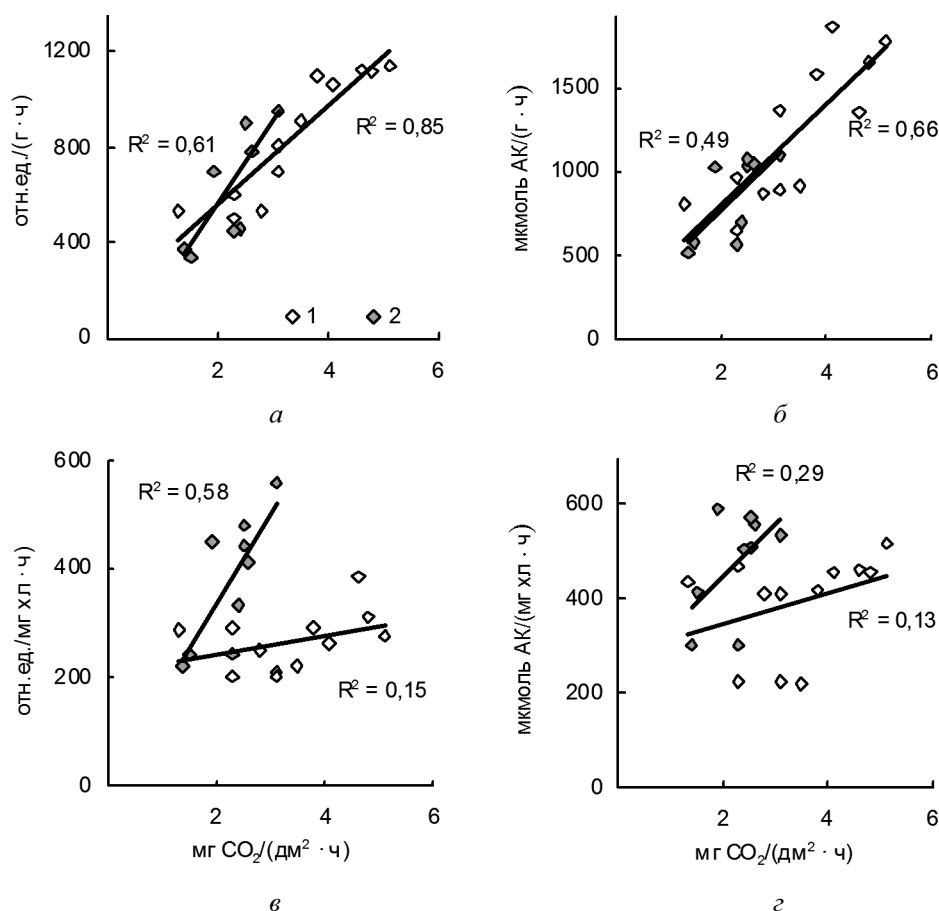 1200
800
400
0
отн.ед./(г · ч)
R² = 0,61
R² = 0,85
1
2
2
4
6
а
1500
1000
500
0
мкмоль АК/(г · ч)
R² = 0,49
R² = 0,66
2
4
6
б
600
400
200
0
отн.ед./мг хл · ч)
R² = 0,58
R² = 0,15
2
4
6
мг CO₂/(дм² · ч)
в
600
400
200
0
мкмоль АК/(мг хл · ч)
R² = 0,29
R² = 0,13
2
4
6
мг CO₂/(дм² · ч)
г